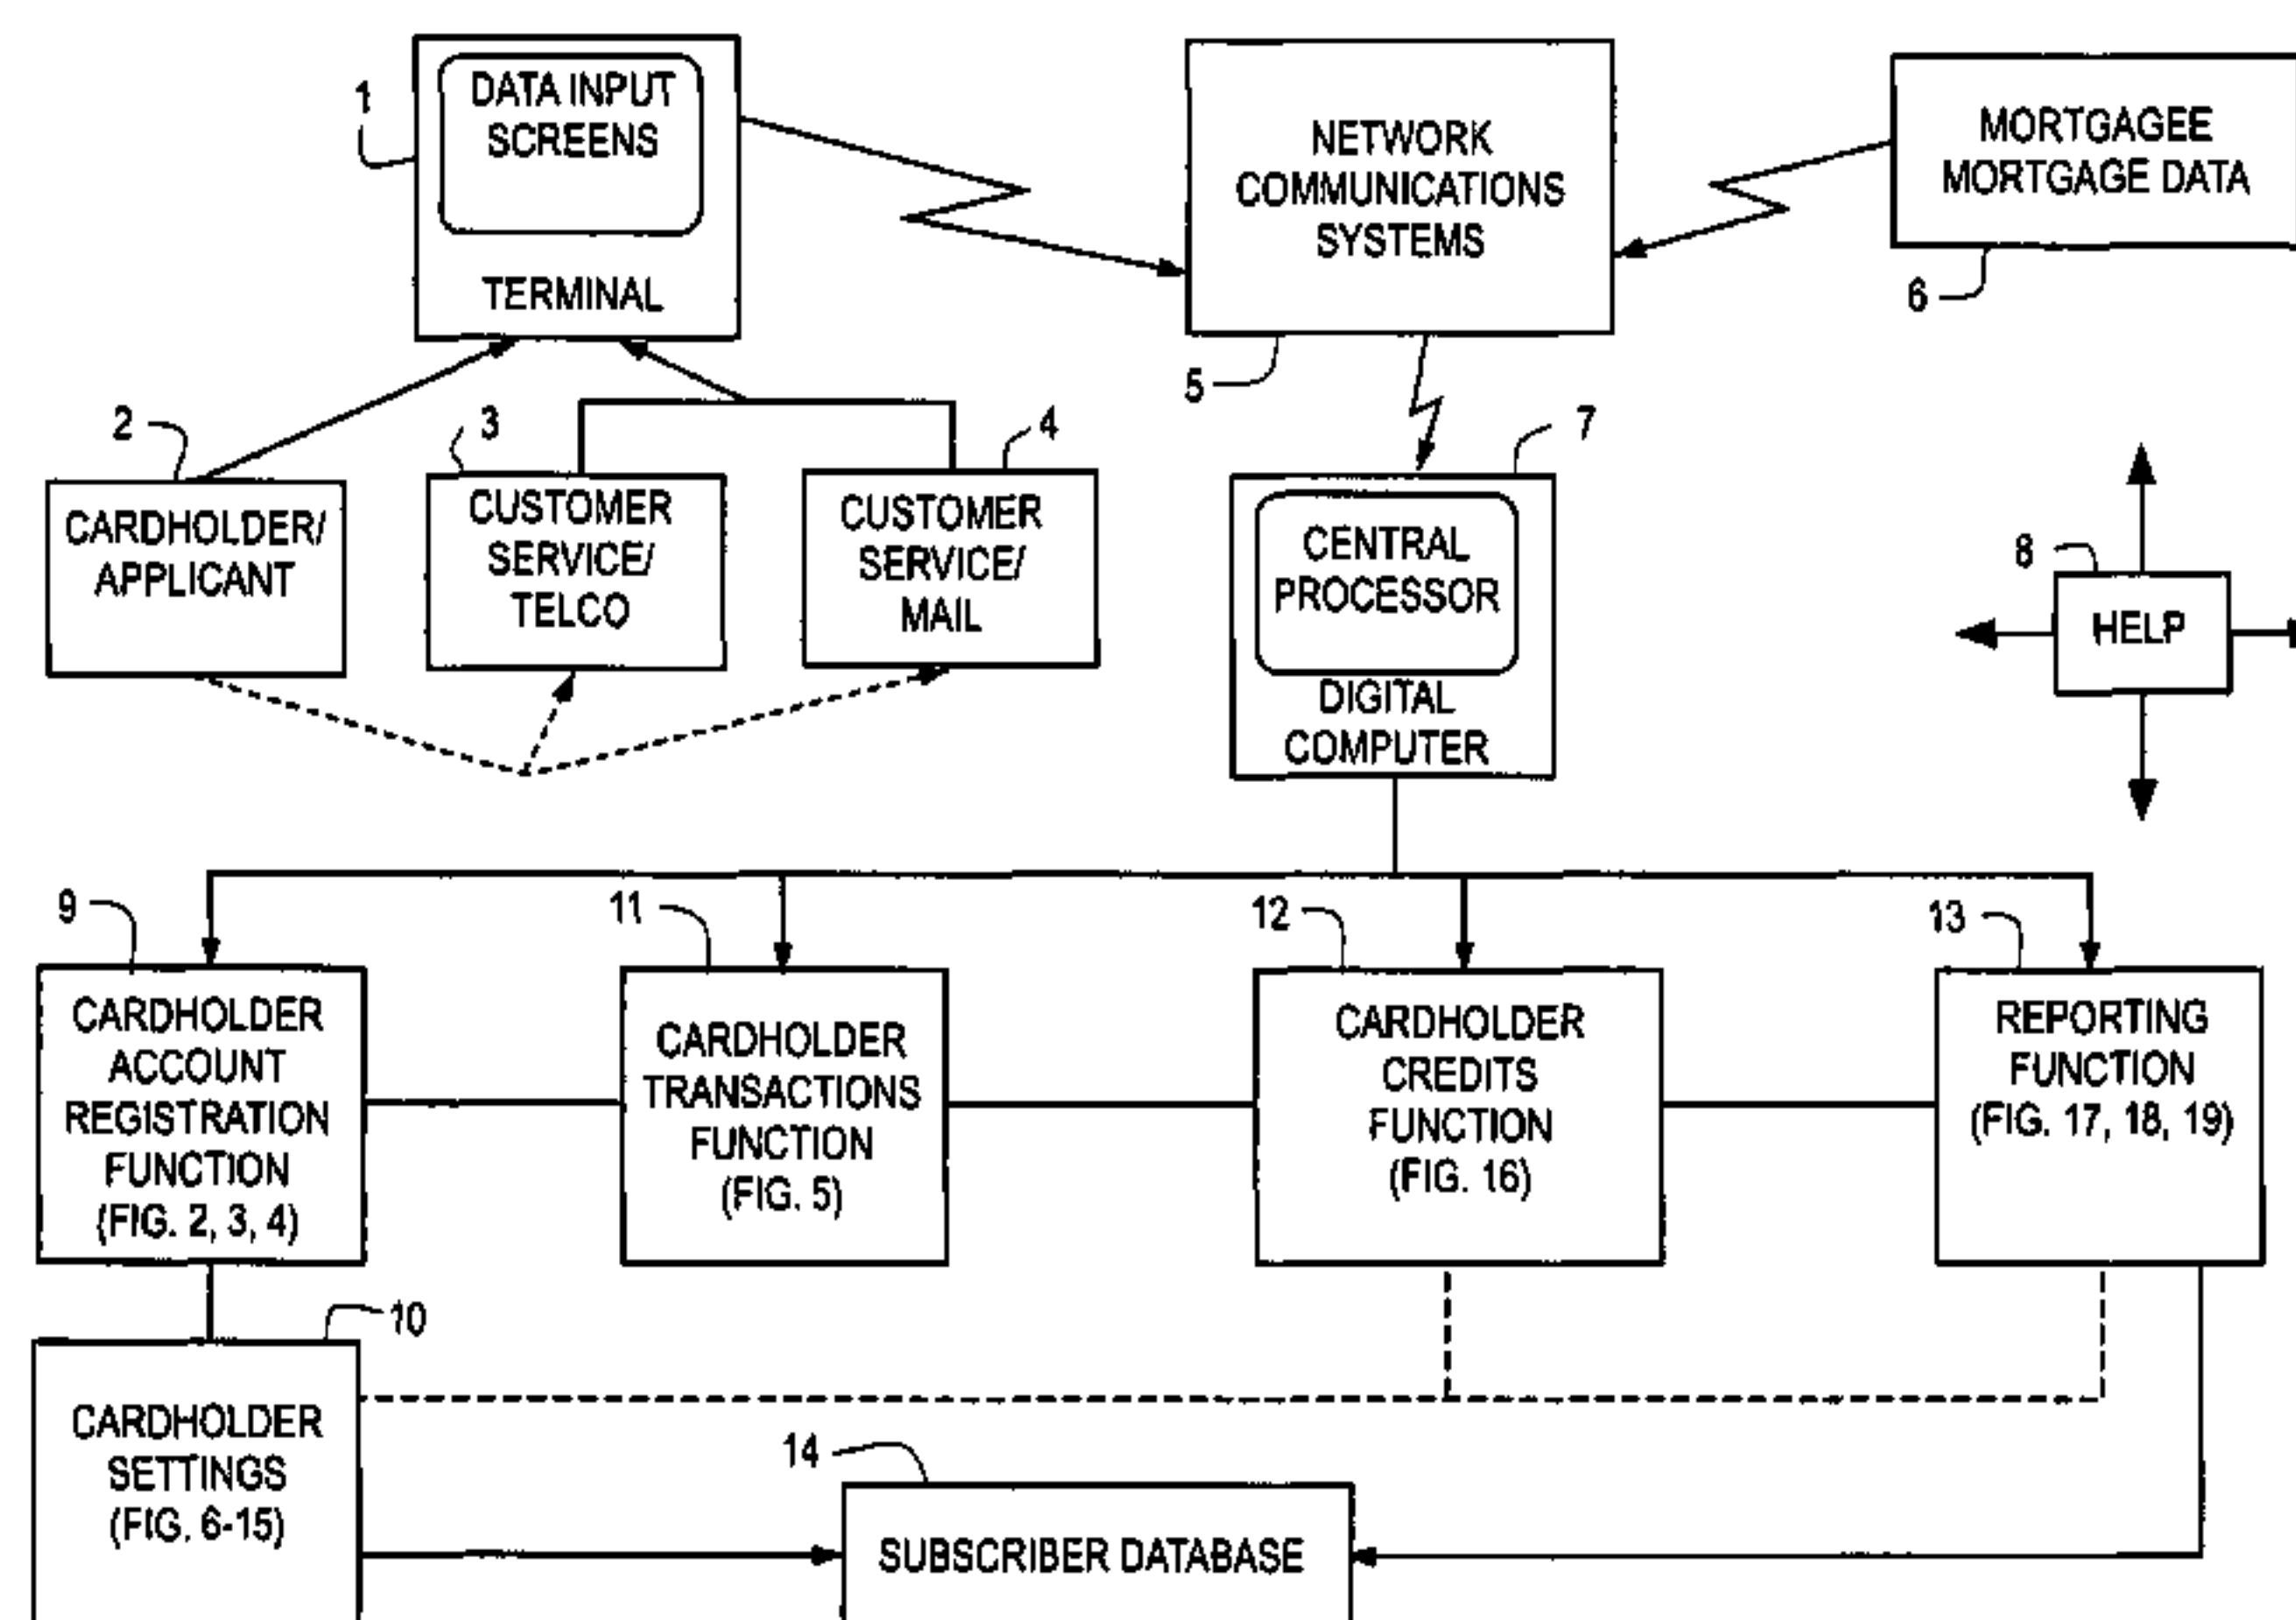 1
DATA INPUT
SCREENS
TERMINAL
NETWORK
COMMUNICATIONS
SYSTEMS
5
MORTGAGEE
MORTGAGE DATA
6
2
CARDHOLDER/
APPLICANT
3
CUSTOMER
SERVICE/
TELCO
4
CUSTOMER
SERVICE/
MAIL
7
CENTRAL
PROCESSOR
DIGITAL
COMPUTER
8
HELP
9
CARDHOLDER
ACCOUNT
REGISTRATION
FUNCTION
(FIG. 2, 3, 4)
11
CARDHOLDER
TRANSACTIONS
FUNCTION
(FIG. 5)
12
CARDHOLDER
CREDITS
FUNCTION
(FIG. 16)
13
REPORTING
FUNCTION
(FIG. 17, 18, 19)
10
CARDHOLDER
SETTINGS
(FIG. 6-15)
14
SUBSCRIBER DATABASE